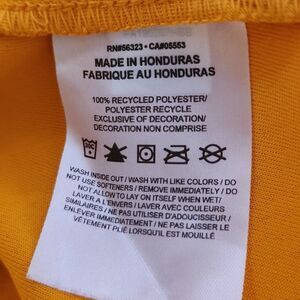 RN#56323 • CA#05553
MADE IN HONDURAS
FABRIQUE AU HONDURAS
100% RECYCLED POLYESTER/
POLYESTER RECYCLE
EXCLUSIVE OF DECORATION/
DECORATION NON COMPRISE
WASH INSIDE OUT / WASH WITH LIKE COLORS / DO
NOT USE SOFTENERS / REMOVE IMMEDIATELY / DO
NOT ALLOW TO LAY ON ITSELF WHEN WET/
LAVER À L'ENVERS / LAVER AVEC COULEURS
SIMILAIRES / NE PAS UTILISER D'ADOUCISSEUR /
ENLEVER IMMÉDIATEMENT / NE PAS LAISSER LE
VÊTEMENT PLIÉ LORSQU'IL EST MOUILLÉ